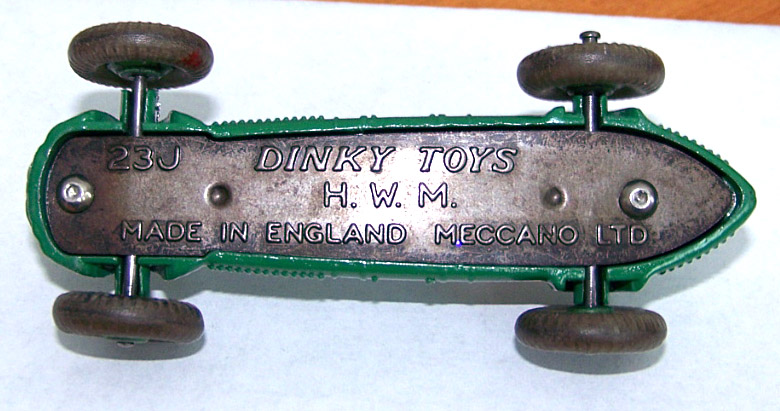 23J DINKY TOYS
H. W. M.
MADE IN ENGLAND MECCANO LTD